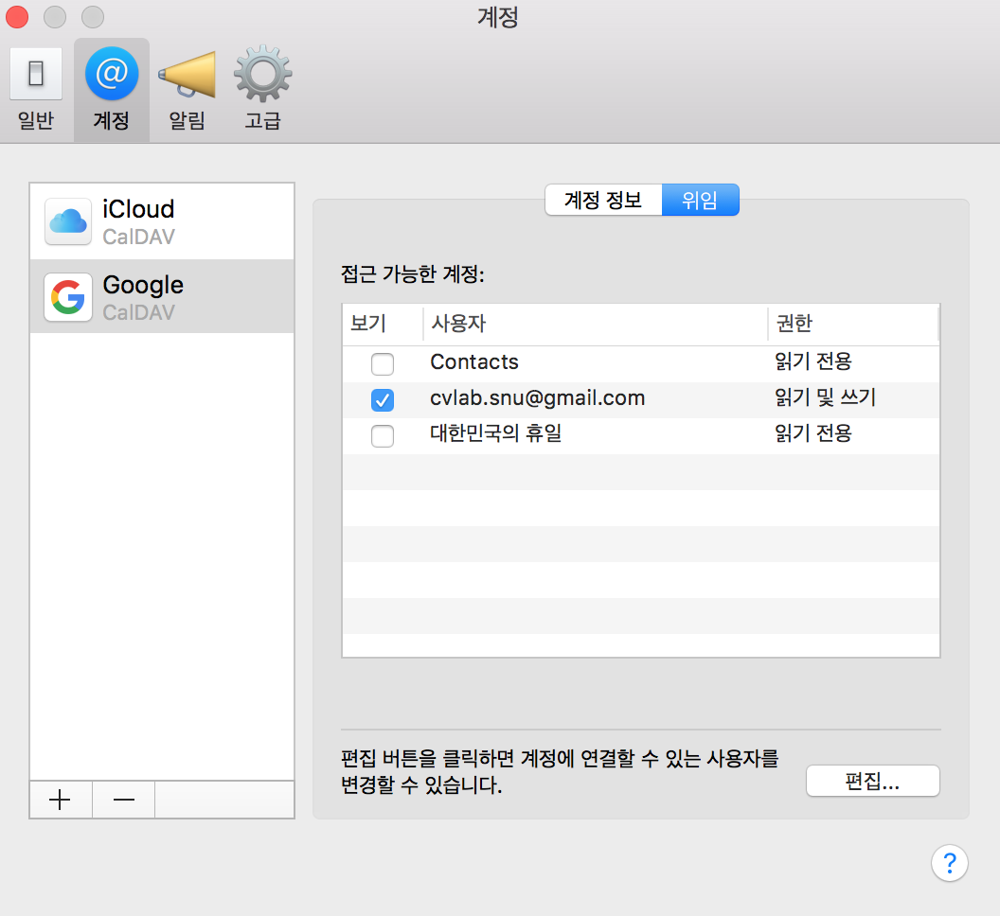 계정
일반
계정
알림
고급
iCloud
CalDAV
Google
CalDAV
계정 정보
위임
접근 가능한 계정:
보기 사용자 권한
Contacts 읽기 전용
cvlab.snu@gmail.com 읽기 및 쓰기
대한민국의 휴일 읽기 전용
편집 버튼을 클릭하면 계정에 연결할 수 있는 사용자를
변경할 수 있습니다.
편집...
?